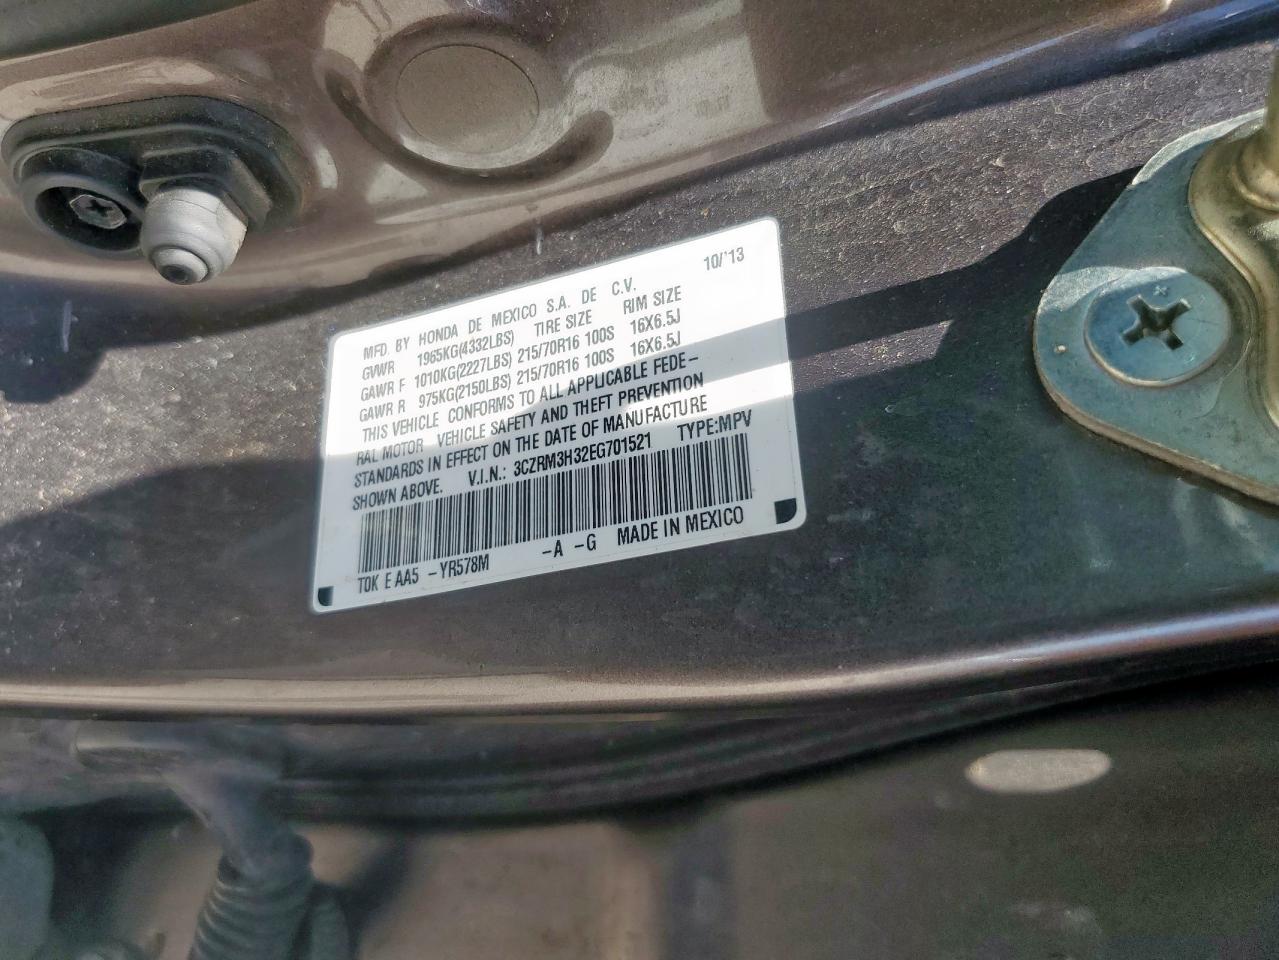 MFD. BY HONDA DE MEXICO S.A. DE C.V. 10/'13
GVWR 1965KG(4332LBS) TIRE SIZE RIM SIZE
GAWR F 1010KG(2227LBS) 215/70R16 100S 16X6.5J
GAWR R 975KG(2150LBS) 215/70R16 100S 16X6.5J
THIS VEHICLE CONFORMS TO ALL APPLICABLE FEDE-
RAL MOTOR VEHICLE SAFETY AND THEFT PREVENTION
STANDARDS IN EFFECT ON THE DATE OF MANUFACTURE
SHOWN ABOVE. V.I.N.: 3CZRM3H32EG701521 TYPE:MPV
T0K E AA5 -YR578M -A -G MADE IN MEXICO